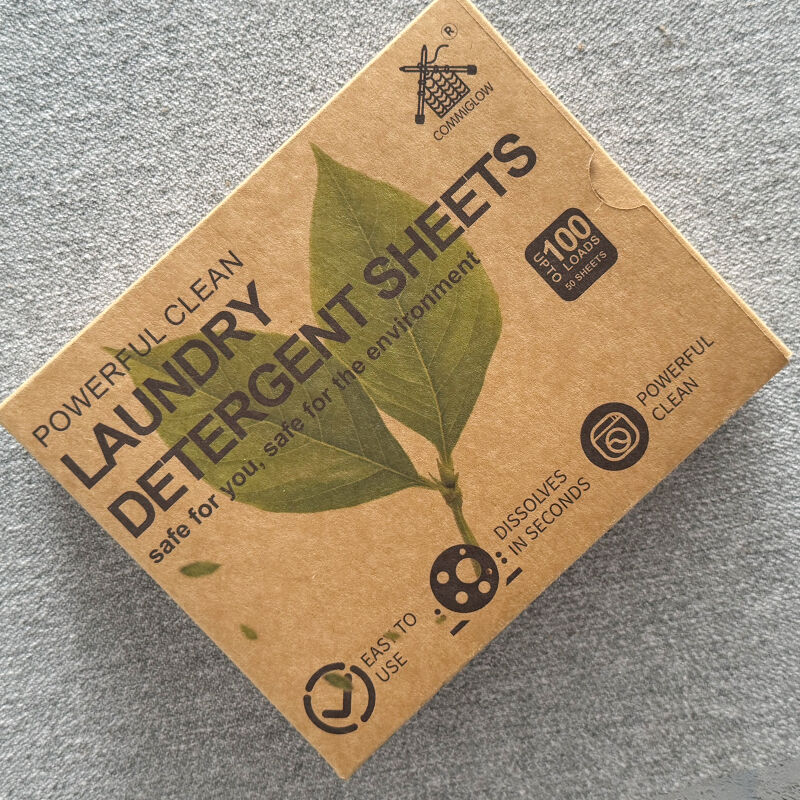 ®
COMMIGLOW
POWERFUL CLEAN
LAUNDRY
DETERGENT SHEETS
safe for you, safe for the environment
UP TO
100
LOADS
50 SHEETS
EASY TO
USE
DISSOLVES
IN SECONDS
POWERFUL
CLEAN